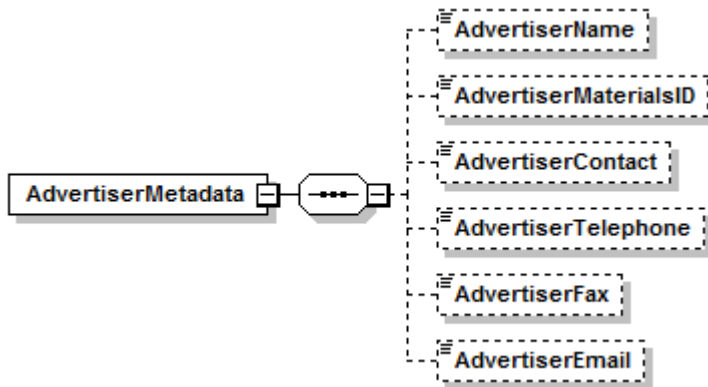 AdvertiserName
AdvertiserMaterialsID
AdvertiserContact
AdvertiserMetadata
AdvertiserTelephone
AdvertiserFax
AdvertiserEmail